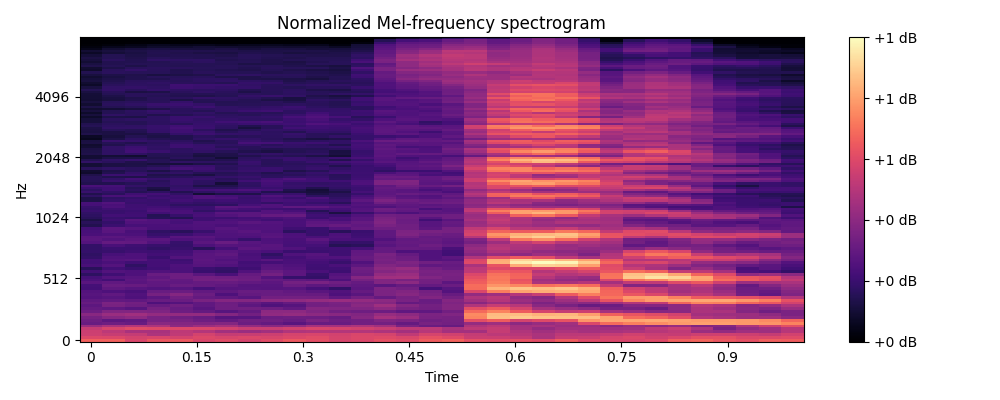 Normalized Mel-frequency spectrogram
Hz
4096
2048
1024
512
0
0 0.15 0.3 0.45 0.6 0.75 0.9
Time
+1 dB
+1 dB
+1 dB
+0 dB
+0 dB
+0 dB